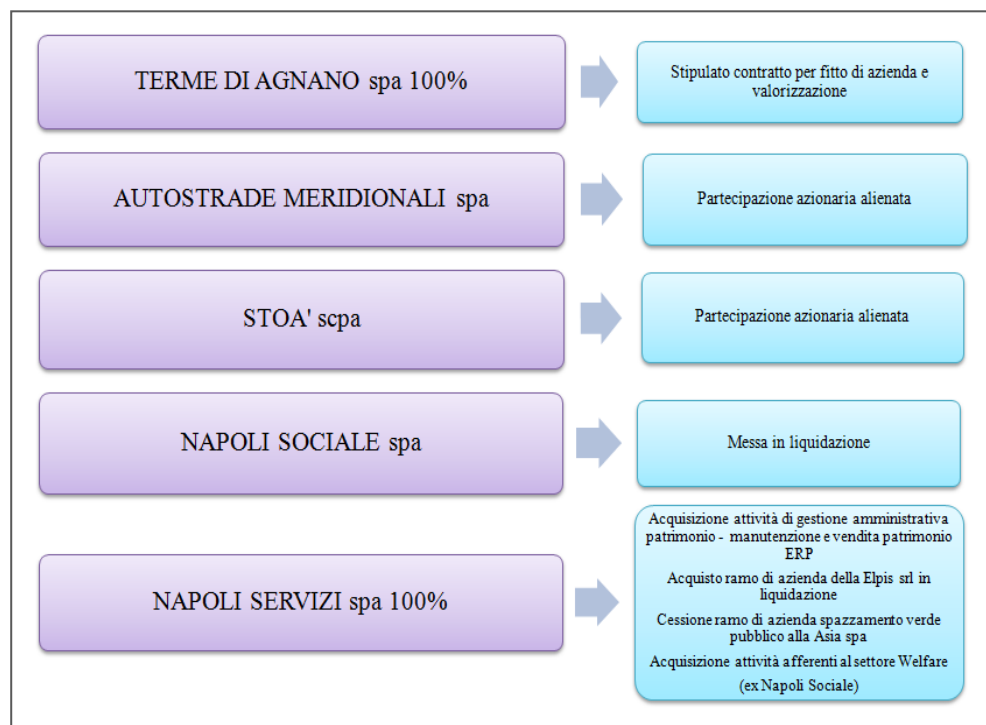 TERME DI AGNANO spa 100%
Stipulato contratto per fitto di azienda e
valorizzazione
AUTOSTRADE MERIDIONALI spa
Partecipazione azionaria alienata
STOA' scpa
Partecipazione azionaria alienata
NAPOLI SOCIALE spa
Messa in liquidazione
NAPOLI SERVIZI spa 100%
Acquisizione attività di gestione amministrativa
patrimonio - manutenzione e vendita patrimonio
ERP
Acquisto ramo di azienda della Elpis srl in
liquidazione
Cessione ramo di azienda spazzamento verde
pubblico alla Asia spa
Acquisizione attività afferenti al settore Welfare
(ex Napoli Sociale)